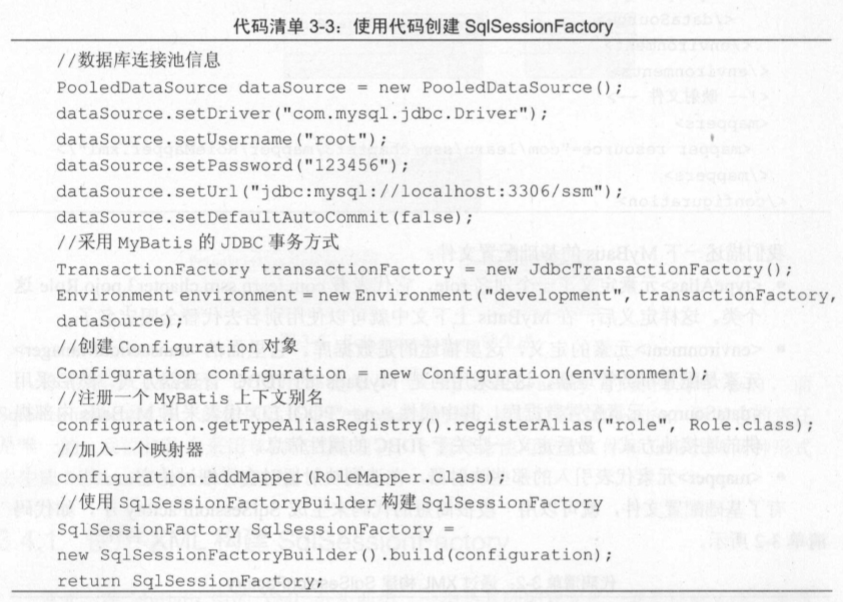 代码清单 3-3：使用代码创建 SqlSessionFactory
//数据库连接池信息
PooledDataSource dataSource = new PooledDataSource();
dataSource.setDriver("com.mysql.jdbc.Driver");
dataSource.setUsername("root");
dataSource.setPassword("123456");
dataSource.setUrl("jdbc:mysql://localhost:3306/ssm");
dataSource.setDefaultAutoCommit(false);
//采用 MyBatis 的 JDBC 事务方式
TransactionFactory transactionFactory = new JdbcTransactionFactory();
Environment environment = new Environment("development", transactionFactory,
dataSource);
//创建 Configuration 对象
Configuration configuration = new Configuration(environment);
//注册一个 MyBatis 上下文别名
configuration.getTypeAliasRegistry().registerAlias("role", Role.class);
//加入一个映射器
configuration.addMapper(RoleMapper.class);
//使用 SqlSessionFactoryBuilder 构建 SqlSessionFactory
SqlSessionFactory SqlSessionFactory =
new SqlSessionFactoryBuilder().build(configuration);
return SqlSessionFactory;